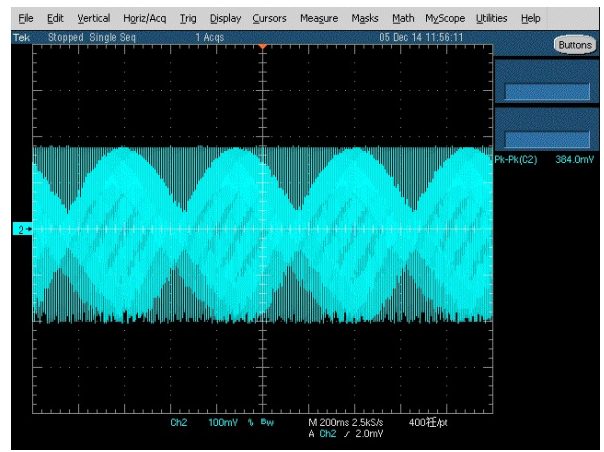 File Edit Vertical Horiz/Acq Trig Display Cursors Measure Masks Math MyScope Utilities Help
Tek Stopped Single Seq 1 Acqs 05 Dec 14 11:56:11
Buttons
Pk-Pk(C2) 384.0mV
2
Ch2 100mV Bw M 200ms 2.5kS/s 400㎲/pt
A Ch2 / 2.0mV